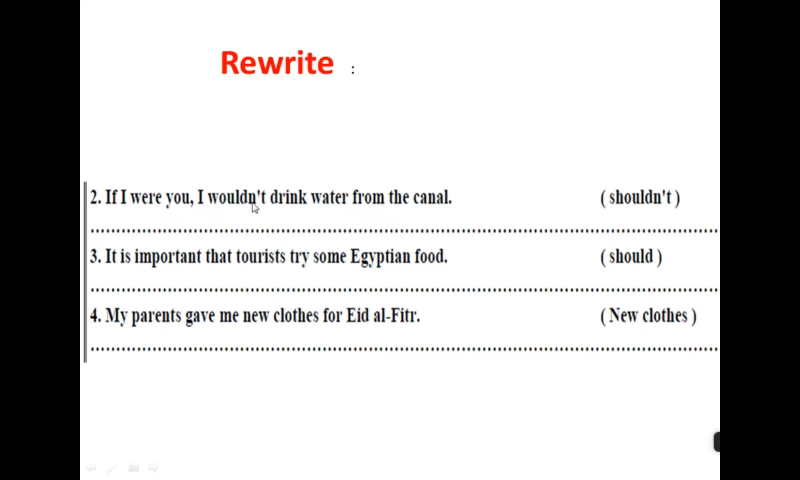 Rewrite :
2. If I were you, I wouldn't drink water from the canal. ( shouldn't )
........................................................................................................................
3. It is important that tourists try some Egyptian food. ( should )
........................................................................................................................
4. My parents gave me new clothes for Eid al-Fitr. ( New clothes )
........................................................................................................................